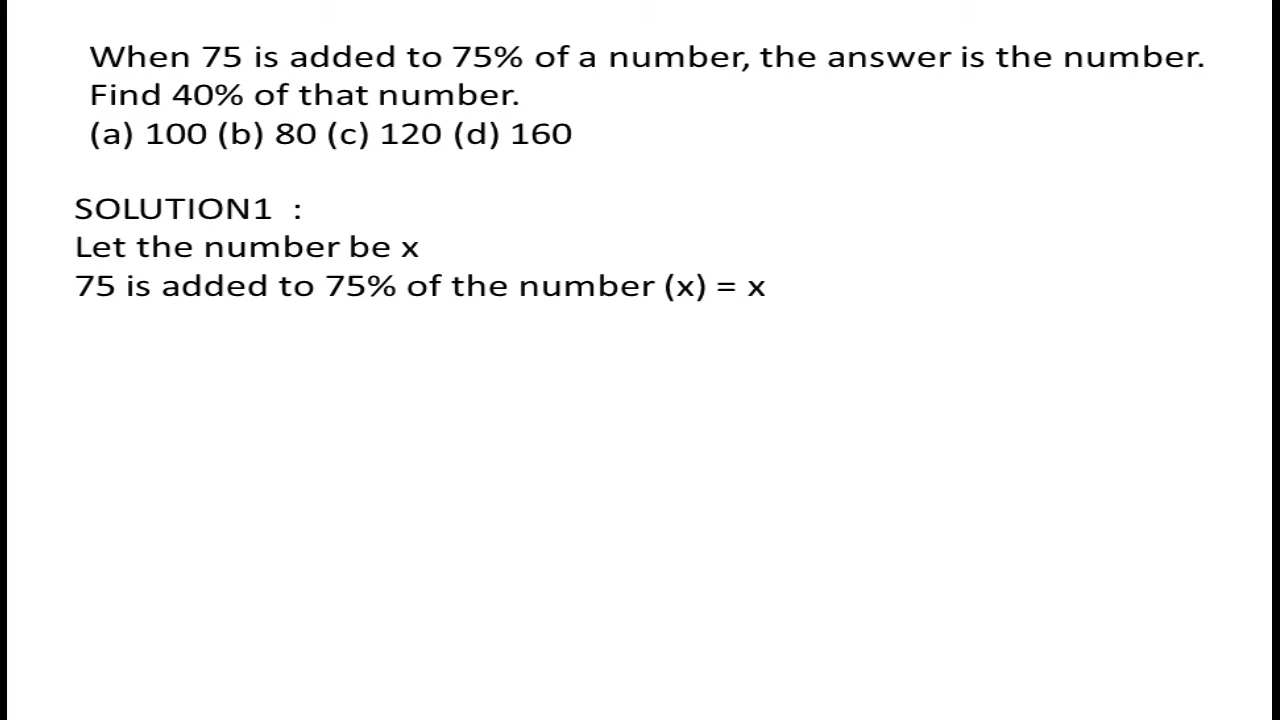 When 75 is added to 75% of a number, the answer is the number.
Find 40% of that number.
(a) 100 (b) 80 (c) 120 (d) 160
SOLUTION1 :
Let the number be x
75 is added to 75% of the number (x) = x